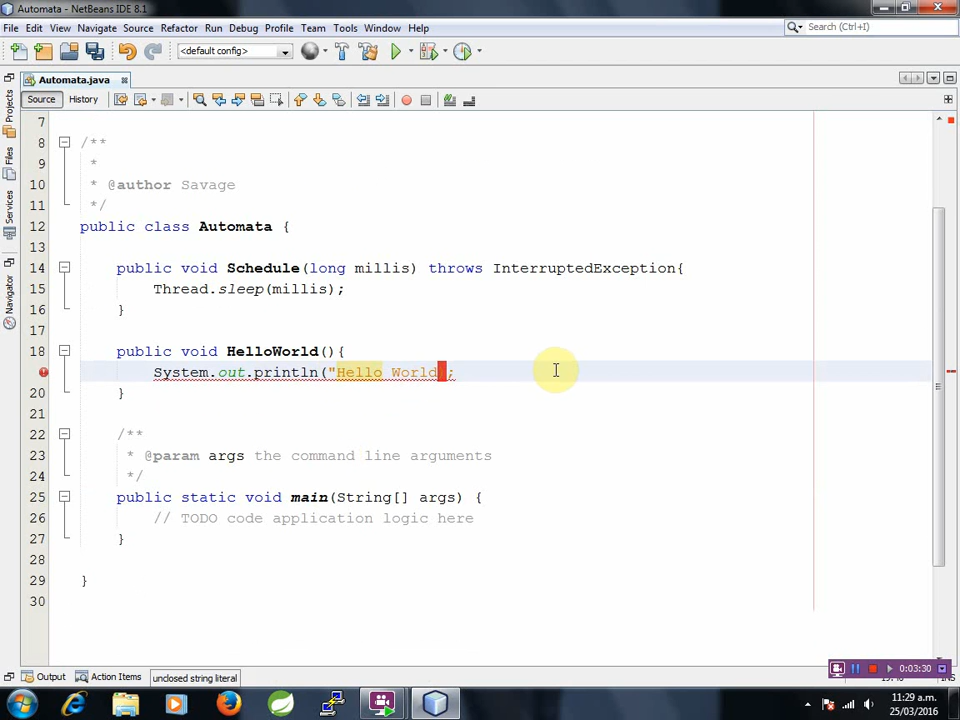 Automata - NetBeans IDE 8.1
File Edit View Navigate Source Refactor Run Debug Profile Team Tools Window Help
Search (Ctrl+I)
<default config>
Automata.java
Source History
Projects
Files
Services
Navigator
7
8 /**
9 *
10 * @author Savage
11 */
12 public class Automata {
13
14 public void Schedule(long millis) throws InterruptedException{
15 Thread.sleep(millis);
16 }
17
18 public void HelloWorld(){
System.out.println("Hello World);
20 }
21
22 /**
23 * @param args the command line arguments
24 */
25 public static void main(String[] args) {
26 // TODO code application logic here
27 }
28
29 }
30
Output Action Items unclosed string literal
INS
0:03:30
11:29 a.m.
25/03/2016